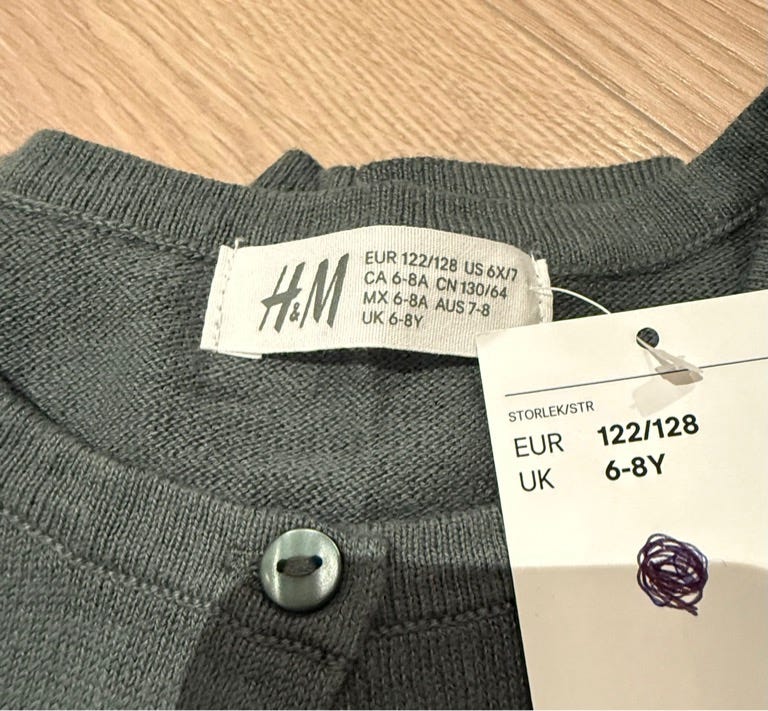 H&M
EUR 122/128 US 6X/7
CA 6-8A CN 130/64
MX 6-8A AUS 7-8
UK 6-8Y
STORLEK/STR
EUR 122/128
UK 6-8Y